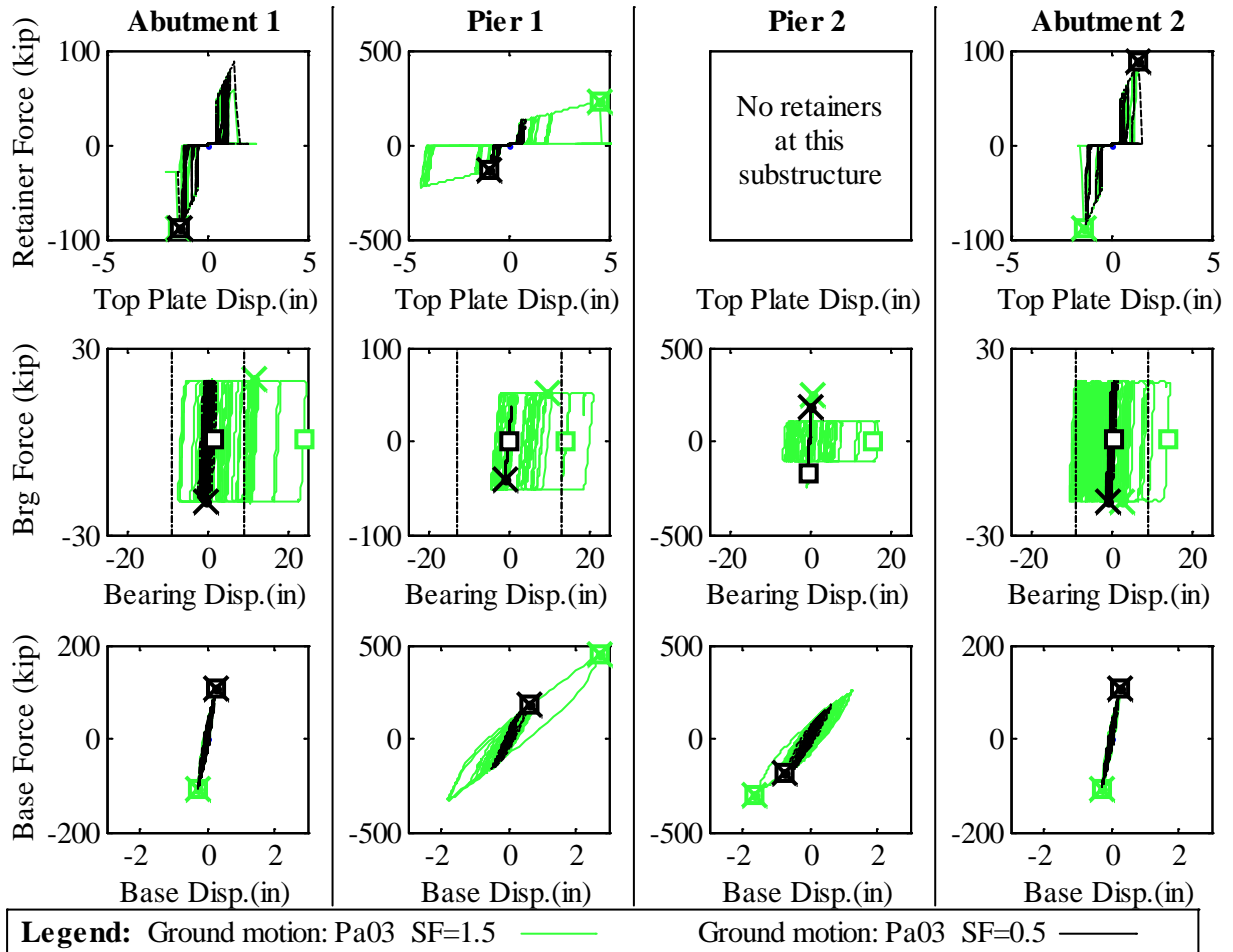 Abutment 1 Pier 1 Pier 2 Abutment 2
Retainer Force (kip)
100
0
-100
-5 0 5
Top Plate Disp.(in)
500
0
-500
-5 0 5
Top Plate Disp.(in)
No retainers
at this
substructure
Top Plate Disp.(in)
100
0
-100
-5 0 5
Top Plate Disp.(in)
Brg Force (kip)
30
0
-30
-20 0 20
Bearing Disp.(in)
100
0
-100
-20 0 20
Bearing Disp.(in)
500
0
-500
-20 0 20
Bearing Disp.(in)
30
0
-30
-20 0 20
Bearing Disp.(in)
Base Force (kip)
200
0
-200
-2 0 2
Base Disp.(in)
500
0
-500
-2 0 2
Base Disp.(in)
500
0
-500
-2 0 2
Base Disp.(in)
200
0
-200
-2 0 2
Base Disp.(in)
Legend: Ground motion: Pa03 SF=1.5 Ground motion: Pa03 SF=0.5